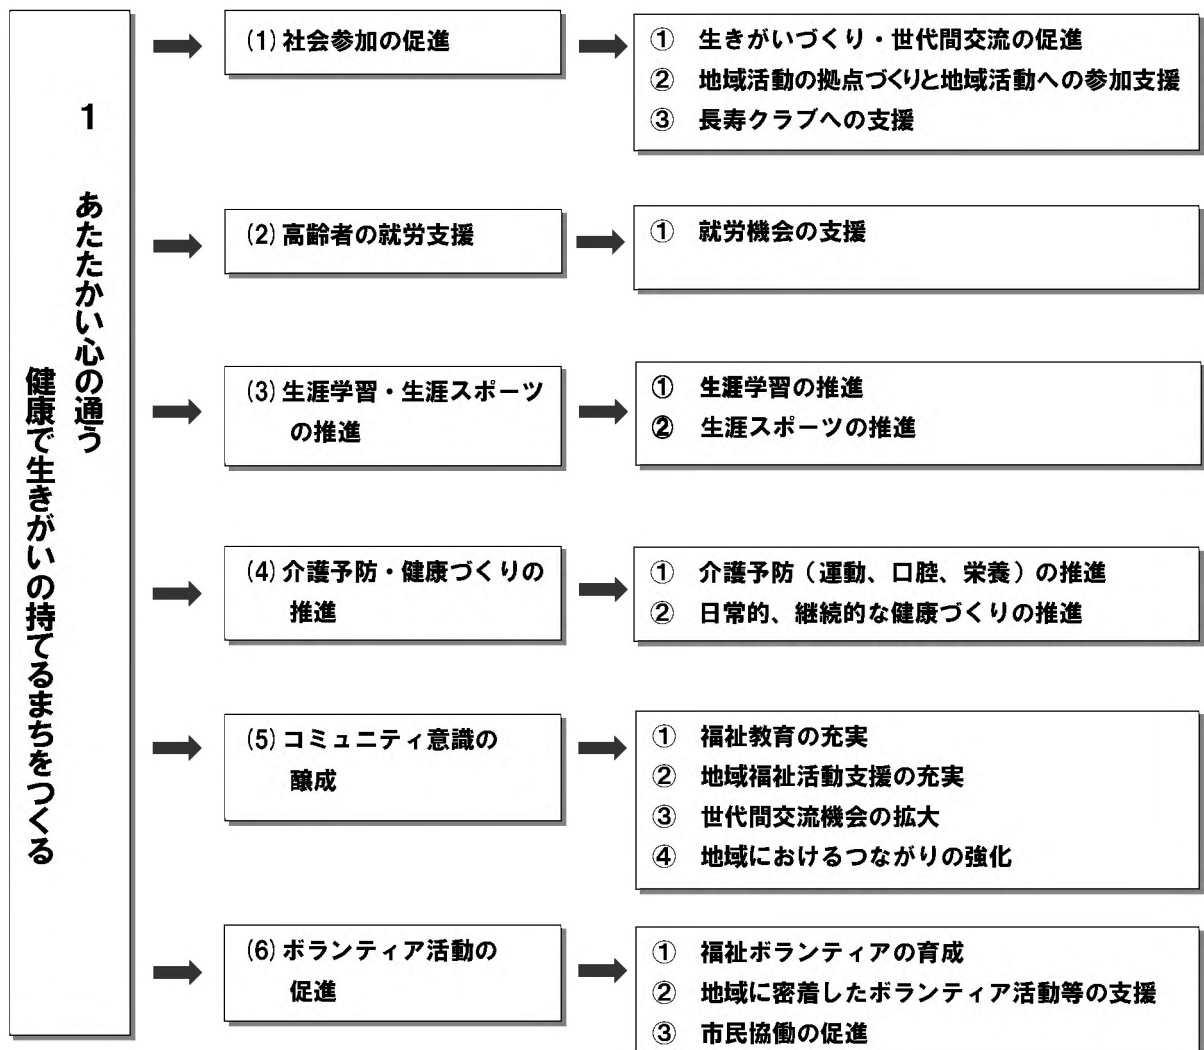 1 あたたかい心の通う
健康で生きがいの持てるまちをつくる
(1) 社会参加の促進
① 生きがいづくり・世代間交流の促進
② 地域活動の拠点づくりと地域活動への参加支援
③ 長寿クラブへの支援
(2) 高齢者の就労支援
① 就労機会の支援
(3) 生涯学習・生涯スポーツ
の推進
① 生涯学習の推進
② 生涯スポーツの推進
(4) 介護予防・健康づくりの
推進
① 介護予防（運動、口腔、栄養）の推進
② 日常的、継続的な健康づくりの推進
(5) コミュニティ意識の
醸成
① 福祉教育の充実
② 地域福祉活動支援の充実
③ 世代間交流機会の拡大
④ 地域におけるつながりの強化
(6) ボランティア活動の
促進
① 福祉ボランティアの育成
② 地域に密着したボランティア活動等の支援
③ 市民協働の促進